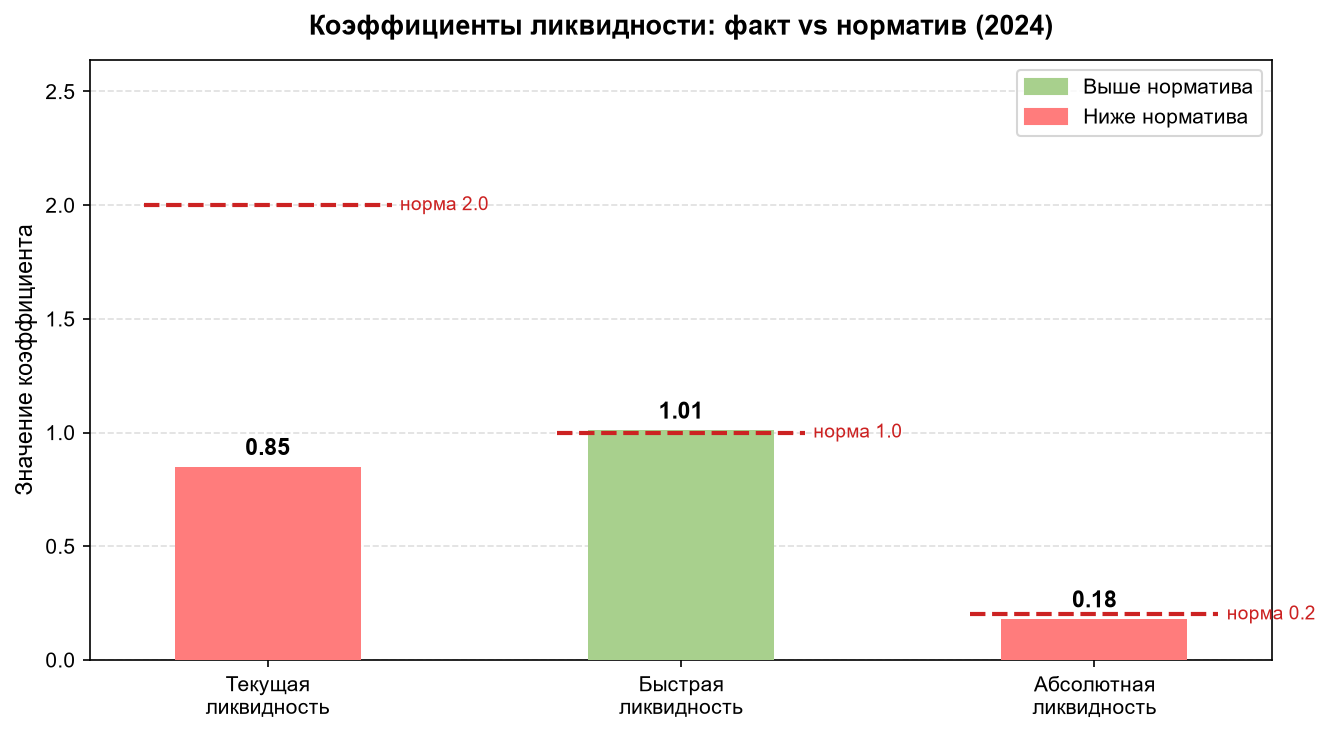 Коэффициенты ликвидности: факт vs норматив (2024)
Значение коэффициента
2.5
2.0
1.5
1.0
0.5
0.0
Выше норматива
Ниже норматива
норма 2.0
0.85
1.01
норма 1.0
0.18
норма 0.2
Текущая
ликвидность
Быстрая
ликвидность
Абсолютная
ликвидность